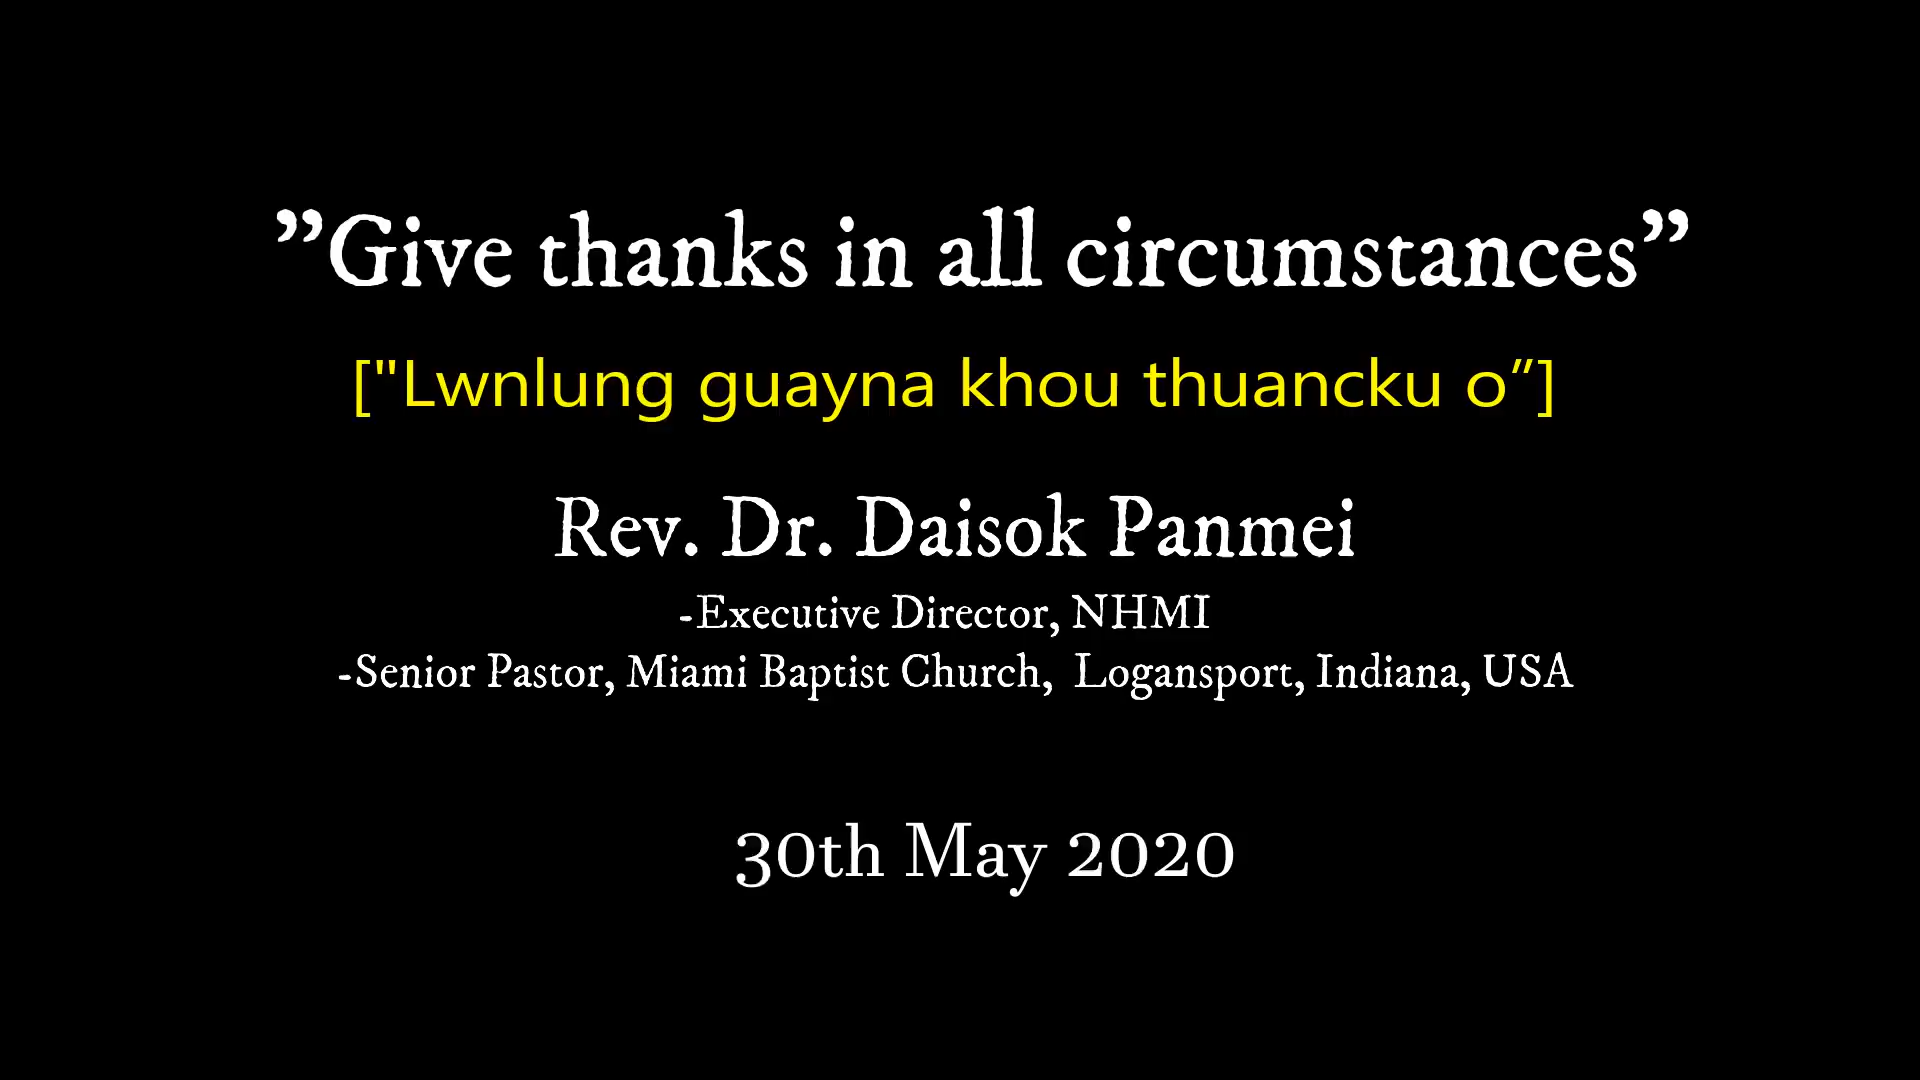 ”Give thanks in all circumstances”
["Lwnlung guayna khou thuancku o”]
Rev. Dr. Daisok Panmei
-Executive Director, NHMI
-Senior Pastor, Miami Baptist Church, Logansport, Indiana, USA
30th May 2020